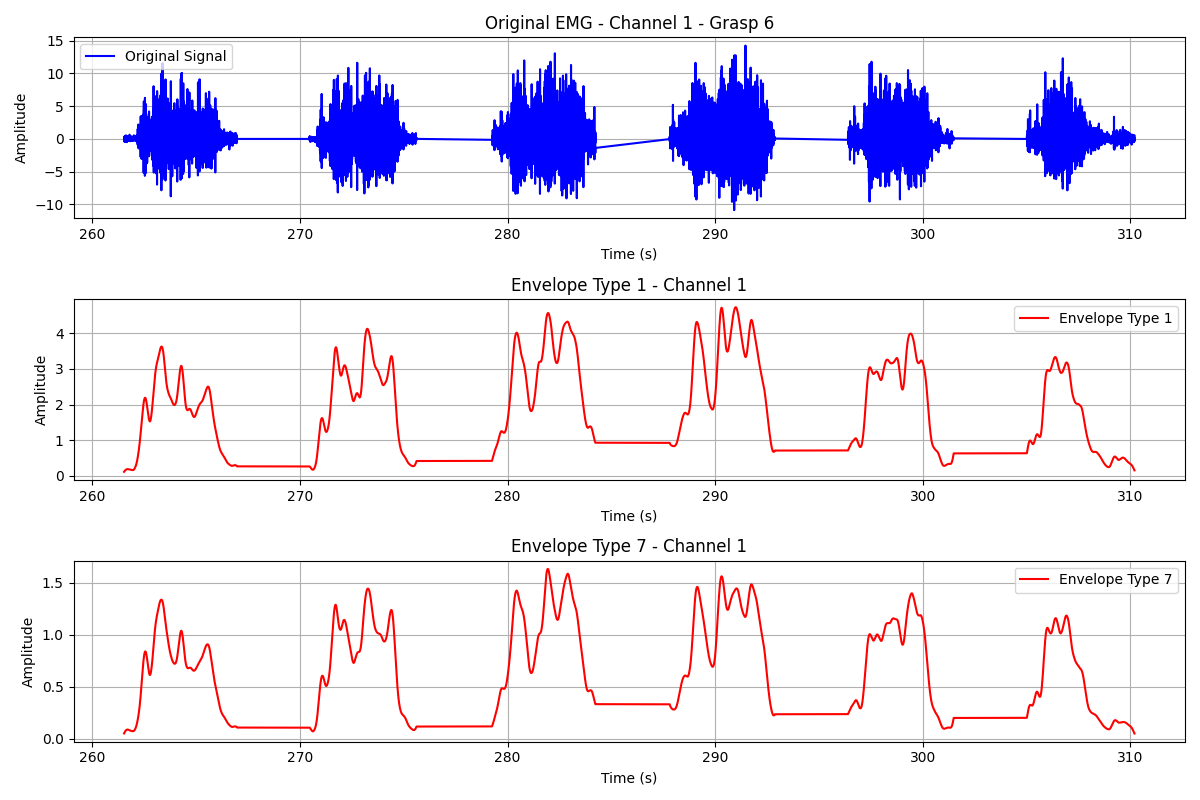 Original EMG - Channel 1 - Grasp 6
15
10
5
0
−5
−10
Amplitude
Original Signal
260 270 280 290 300 310
Time (s)
Envelope Type 1 - Channel 1
4
3
2
1
0
Amplitude
Envelope Type 1
260 270 280 290 300 310
Time (s)
Envelope Type 7 - Channel 1
1.5
1.0
0.5
0.0
Amplitude
Envelope Type 7
260 270 280 290 300 310
Time (s)